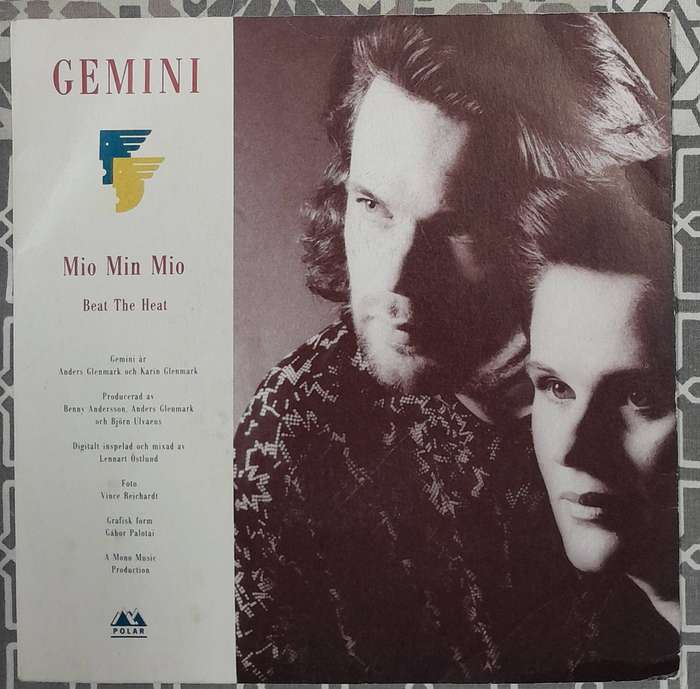 GEMINI
Mio Min Mio
Beat The Heat
Gemini är
Anders Glenmark och Karin Glenmark
Producerad av
Benny Andersson, Anders Glenmark
och Björn Ulvaeus
Digitalt inspelad och mixad av
Lennart Östlund
Foto
Vince Reichardt
Grafisk form
Gábor Palotai
A Mono Music
Production
POLAR